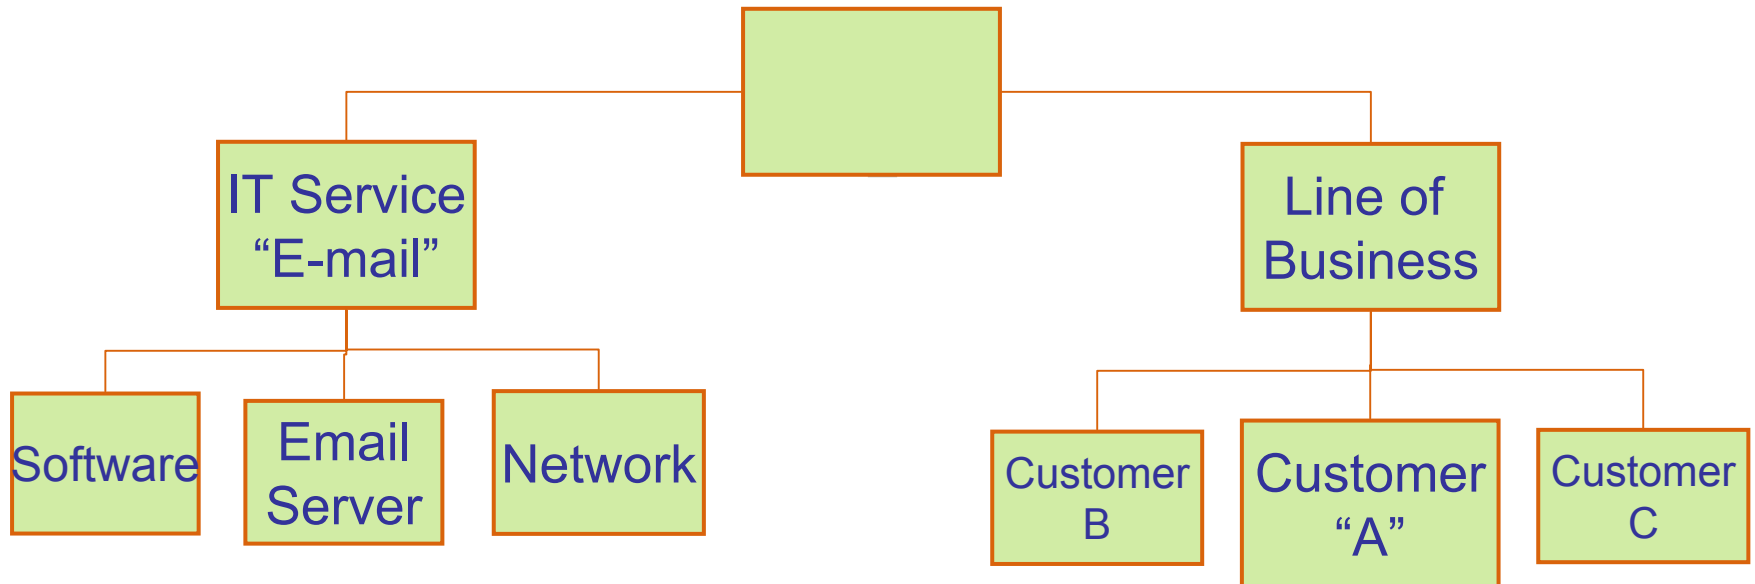 IT Service
“E-mail”
Line of
Business
Software
Email
Server
Network
Customer
B
Customer
“A”
Customer
C